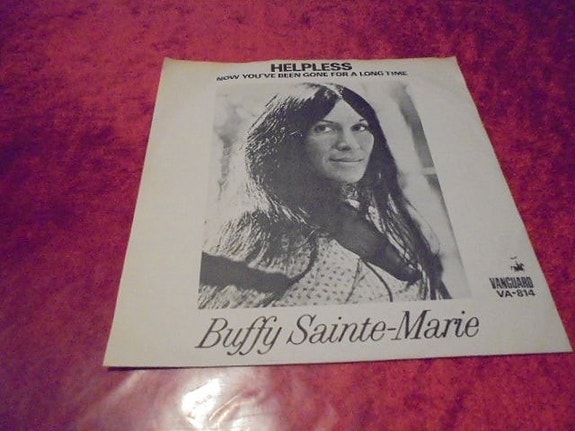 HELPLESS
NOW YOU'VE BEEN GONE FOR A LONG TIME
VANGUARD
VA-814
Buffy Sainte-Marie